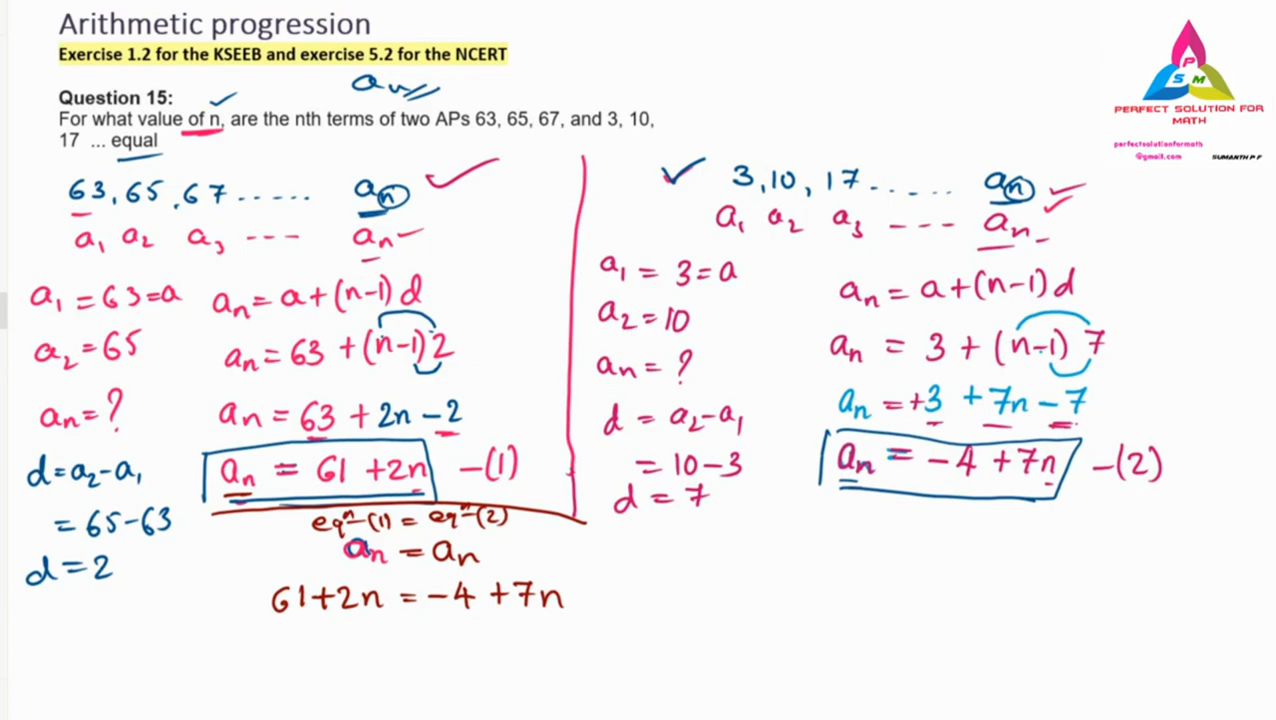 Arithmetic progression
Exercise 1.2 for the KSEEB and exercise 5.2 for the NCERT
aₙ
Question 15:
For what value of n, are the nth terms of two APs 63, 65, 67, and 3, 10,
17 ... equal
63, 65, 67 ...... aₙ
a₁ a₂ a₃ --- aₙ
a₁ = 63 = a
a₂ = 65
aₙ = ?
d = a₂ - a₁
= 65 - 63
d = 2
aₙ = a + (n-1) d
aₙ = 63 + (n-1) 2
aₙ = 63 + 2n - 2
aₙ = 61 + 2n - (1)
eqⁿ - (1) = eqⁿ - (2)
aₙ = aₙ
61 + 2n = -4 + 7n
3, 10, 17 ...... aₙ
a₁ a₂ a₃ ---- aₙ
a₁ = 3 = a
a₂ = 10
aₙ = ?
d = a₂ - a₁
= 10 - 3
d = 7
aₙ = a + (n-1) d
aₙ = 3 + (n-1) 7
aₙ = +3 + 7n - 7
aₙ = -4 + 7n - (2)
P
S M
PERFECT SOLUTION FOR
MATH
perfectsolutionformath
@gmail.com SUMANTH P F